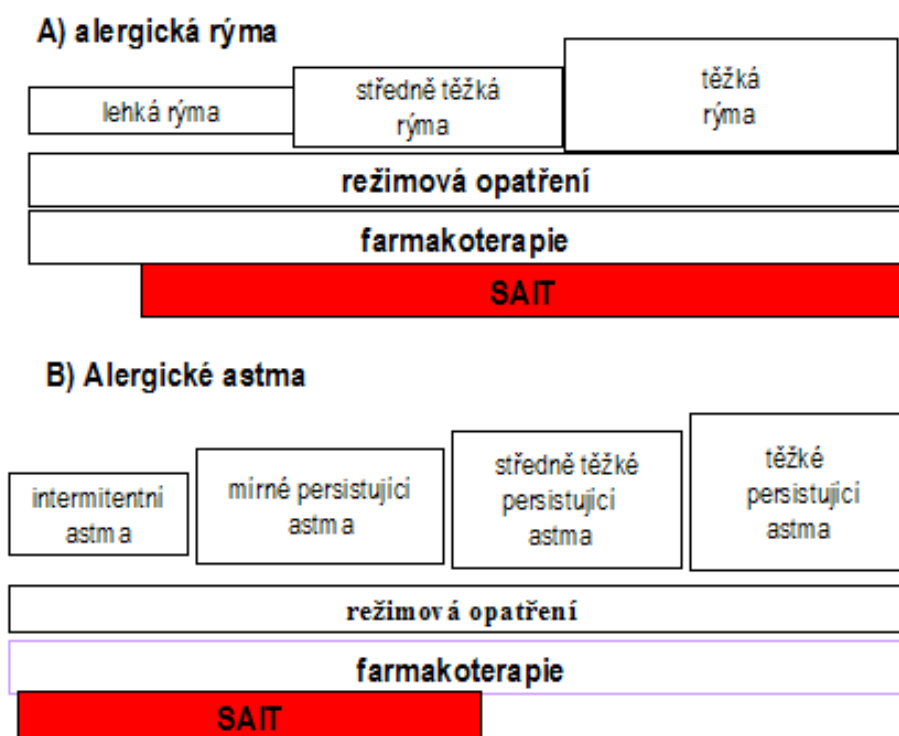 A) alergická rýma
lehká rýma
středně těžká
rýma
těžká
rýma
režimová opatření
farmakoterapie
SAIT
B) Alergické astma
intermitentní
astma
mírné persistující
astma
středně těžké
persistující
astma
těžké
persistující
astma
režimová opatření
farmakoterapie
SAIT